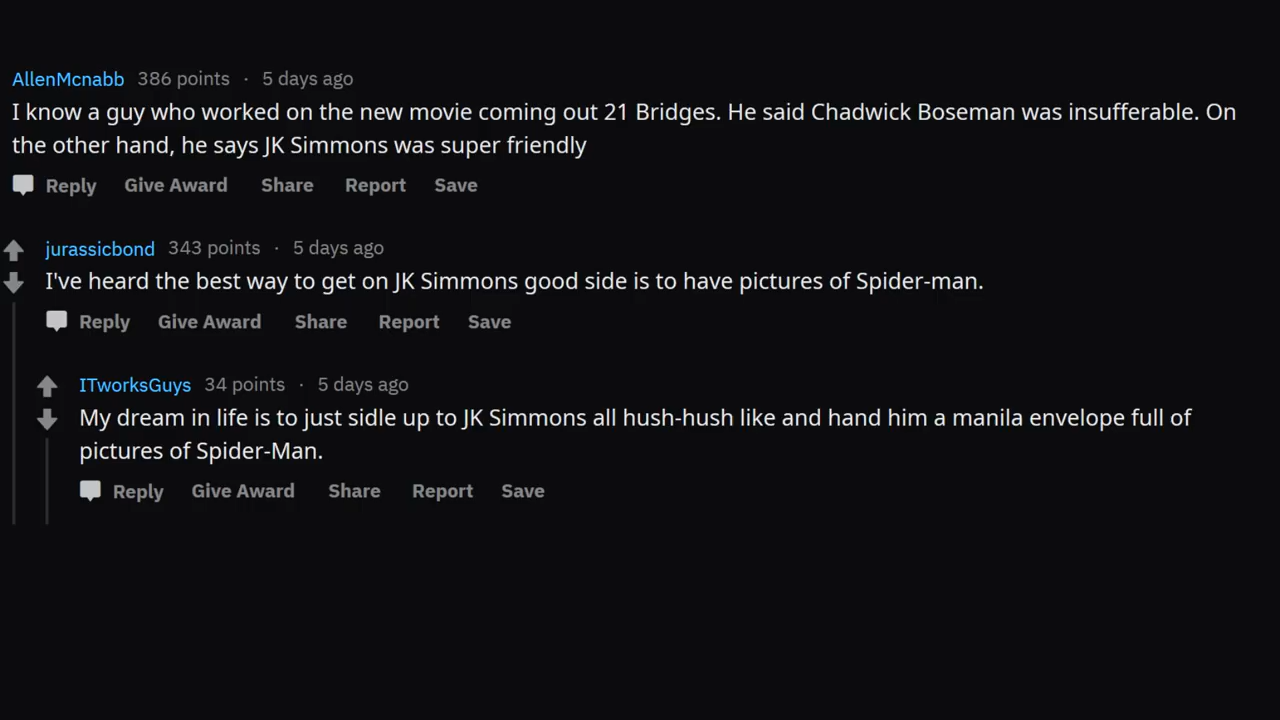 AllenMcnabb 386 points · 5 days ago
I know a guy who worked on the new movie coming out 21 Bridges. He said Chadwick Boseman was insufferable. On
the other hand, he says JK Simmons was super friendly
Reply Give Award Share Report Save
jurassicbond 343 points · 5 days ago
I've heard the best way to get on JK Simmons good side is to have pictures of Spider-man.
Reply Give Award Share Report Save
ITworksGuys 34 points · 5 days ago
My dream in life is to just sidle up to JK Simmons all hush-hush like and hand him a manila envelope full of
pictures of Spider-Man.
Reply Give Award Share Report Save